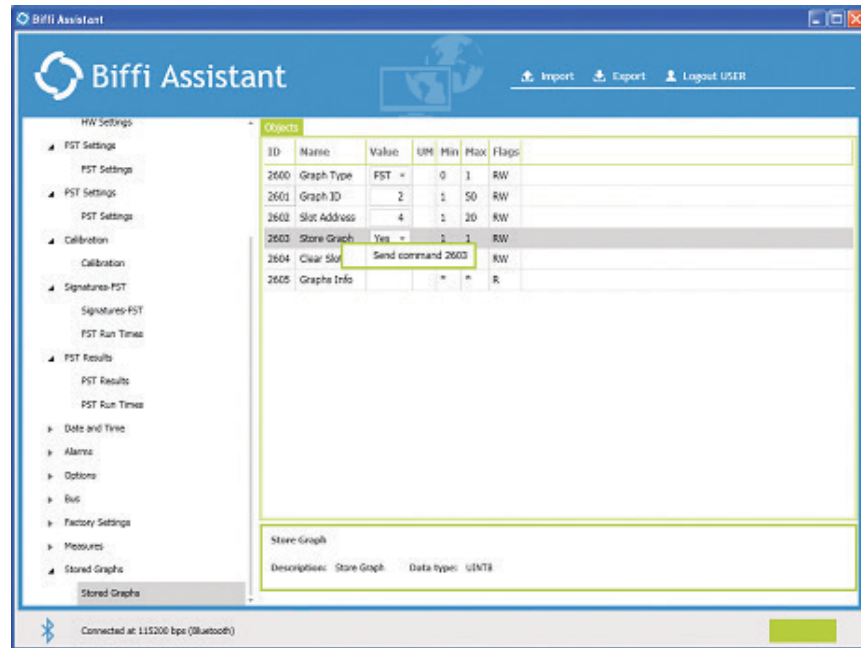 Biffi Assistant
Biffi Assistant
Import Export Logout USER
HW Settings
FST Settings
FST Settings
PST Settings
PST Settings
Calibration
Calibration
Signatures-FST
Signatures-FST
FST Run Times
PST Results
PST Results
PST Run Times
Date and Time
Alarms
Options
Bus
Factory Settings
Measures
Stored Graphs
Stored Graphs
Objects
ID Name Value UM Min Max Flags
2600 Graph Type FST 0 1 RW
2601 Graph ID 2 1 50 RW
2602 Slot Address 4 1 20 RW
2603 Store Graph Yes 1 1 RW
Send command 2603
2604 Clear Slot RW
2605 Graphs Info * * R
Store Graph
Description: Store Graph Data type: UINT8
Connected at 115200 bps (Bluetooth)